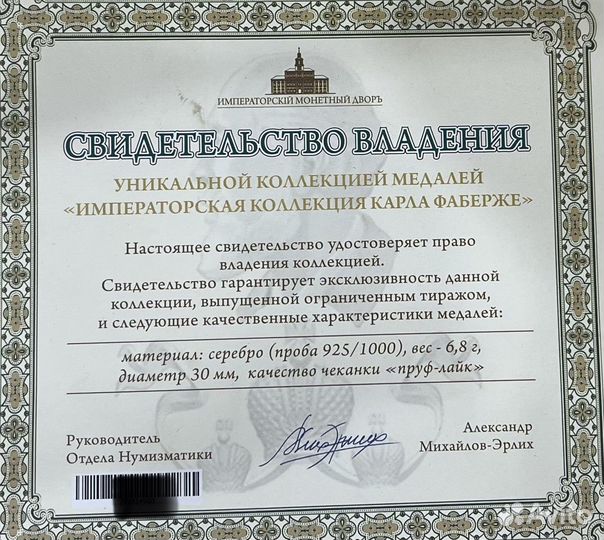 ИМПЕРАТОРСКIЙ МОНЕТНЫЙ ДВОРЪ
СВИДЕТЕЛЬСТВО ВЛАДЕНИЯ
УНИКАЛЬНОЙ КОЛЛЕКЦИЕЙ МЕДАЛЕЙ
«ИМПЕРАТОРСКАЯ КОЛЛЕКЦИЯ КАРЛА ФАБЕРЖЕ»
Настоящее свидетельство удостоверяет право
владения коллекцией.
Свидетельство гарантирует эксклюзивность данной
коллекции, выпущенной ограниченным тиражом,
и следующие качественные характеристики медалей:
материал: серебро (проба 925/1000), вес - 6,8 г,
диаметр 30 мм, качество чеканки «пруф-лайк»
Руководитель
Отдела Нумизматики
Александр
Михайлов-Эрлих
Avito